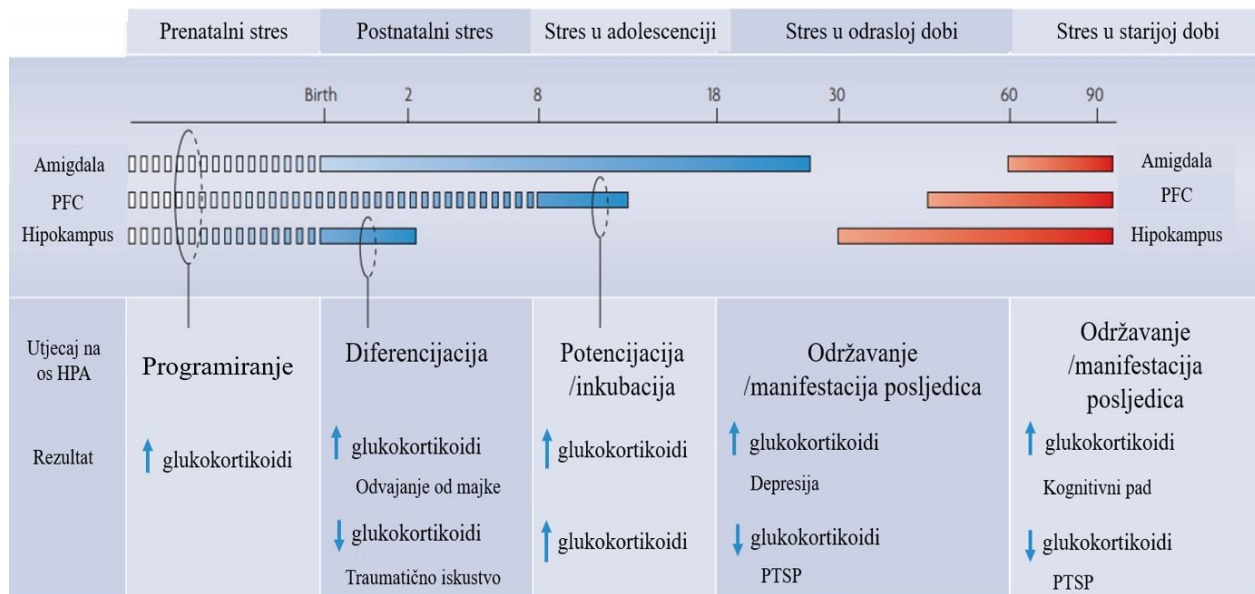 Prenatalni stres
Postnatalni stres
Stres u adolescenciji
Stres u odrasloj dobi
Stres u starijoj dobi
Birth 2 8 18 30 60 90
Amigdala
Amigdala
PFC
PFC
Hipokampus
Hipokampus
Utjecaj na
os HPA
Programiranje
Diferencijacija
Potencijacija
/inkubacija
Održavanje
/manifestacija posljedica
Održavanje
/manifestacija
posljedica
Rezultat
↑ glukokortikoidi
↑ glukokortikoidi
Odvajanje od majke
↓ glukokortikoidi
Traumatično iskustvo
↑ glukokortikoidi
↑ glukokortikoidi
↑ glukokortikoidi
Depresija
↓ glukokortikoidi
PTSP
↑ glukokortikoidi
Kognitivni pad
↓ glukokortikoidi
PTSP